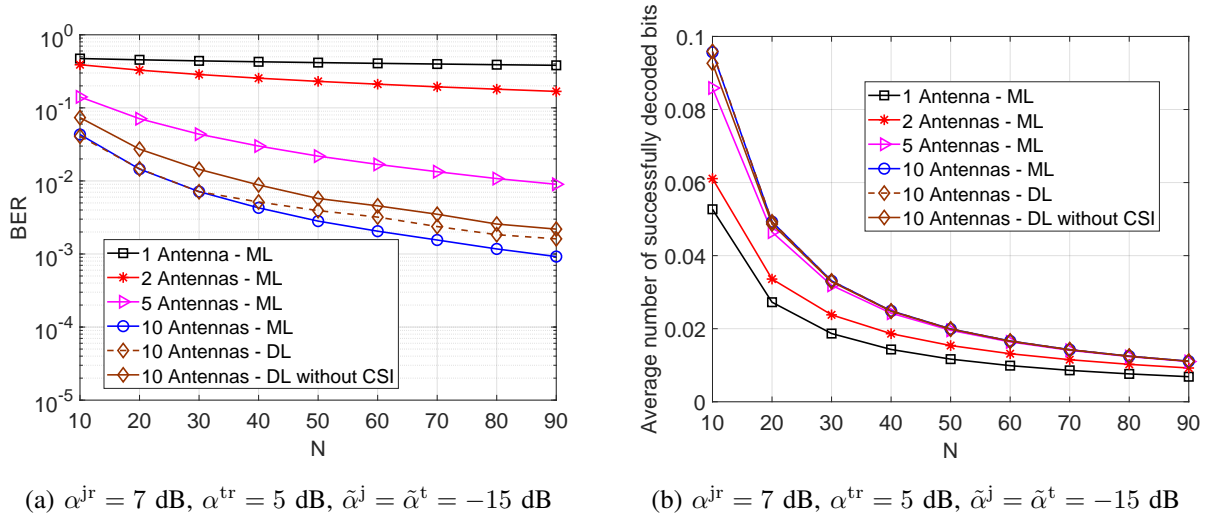 BER
10^0
10^-1
10^-2
10^-3
10^-4
10^-5
1 Antenna - ML
2 Antennas - ML
5 Antennas - ML
10 Antennas - ML
10 Antennas - DL
10 Antennas - DL without CSI
10 20 30 40 50 60 70 80 90
N
(a) α^jr = 7 dB, α^tr = 5 dB, α̃^j = α̃^t = −15 dB
Average number of successfully decoded bits
0.1
0.08
0.06
0.04
0.02
0
1 Antenna - ML
2 Antennas - ML
5 Antennas - ML
10 Antennas - ML
10 Antennas - DL
10 Antennas - DL without CSI
10 20 30 40 50 60 70 80 90
N
(b) α^jr = 7 dB, α^tr = 5 dB, α̃^j = α̃^t = −15 dB